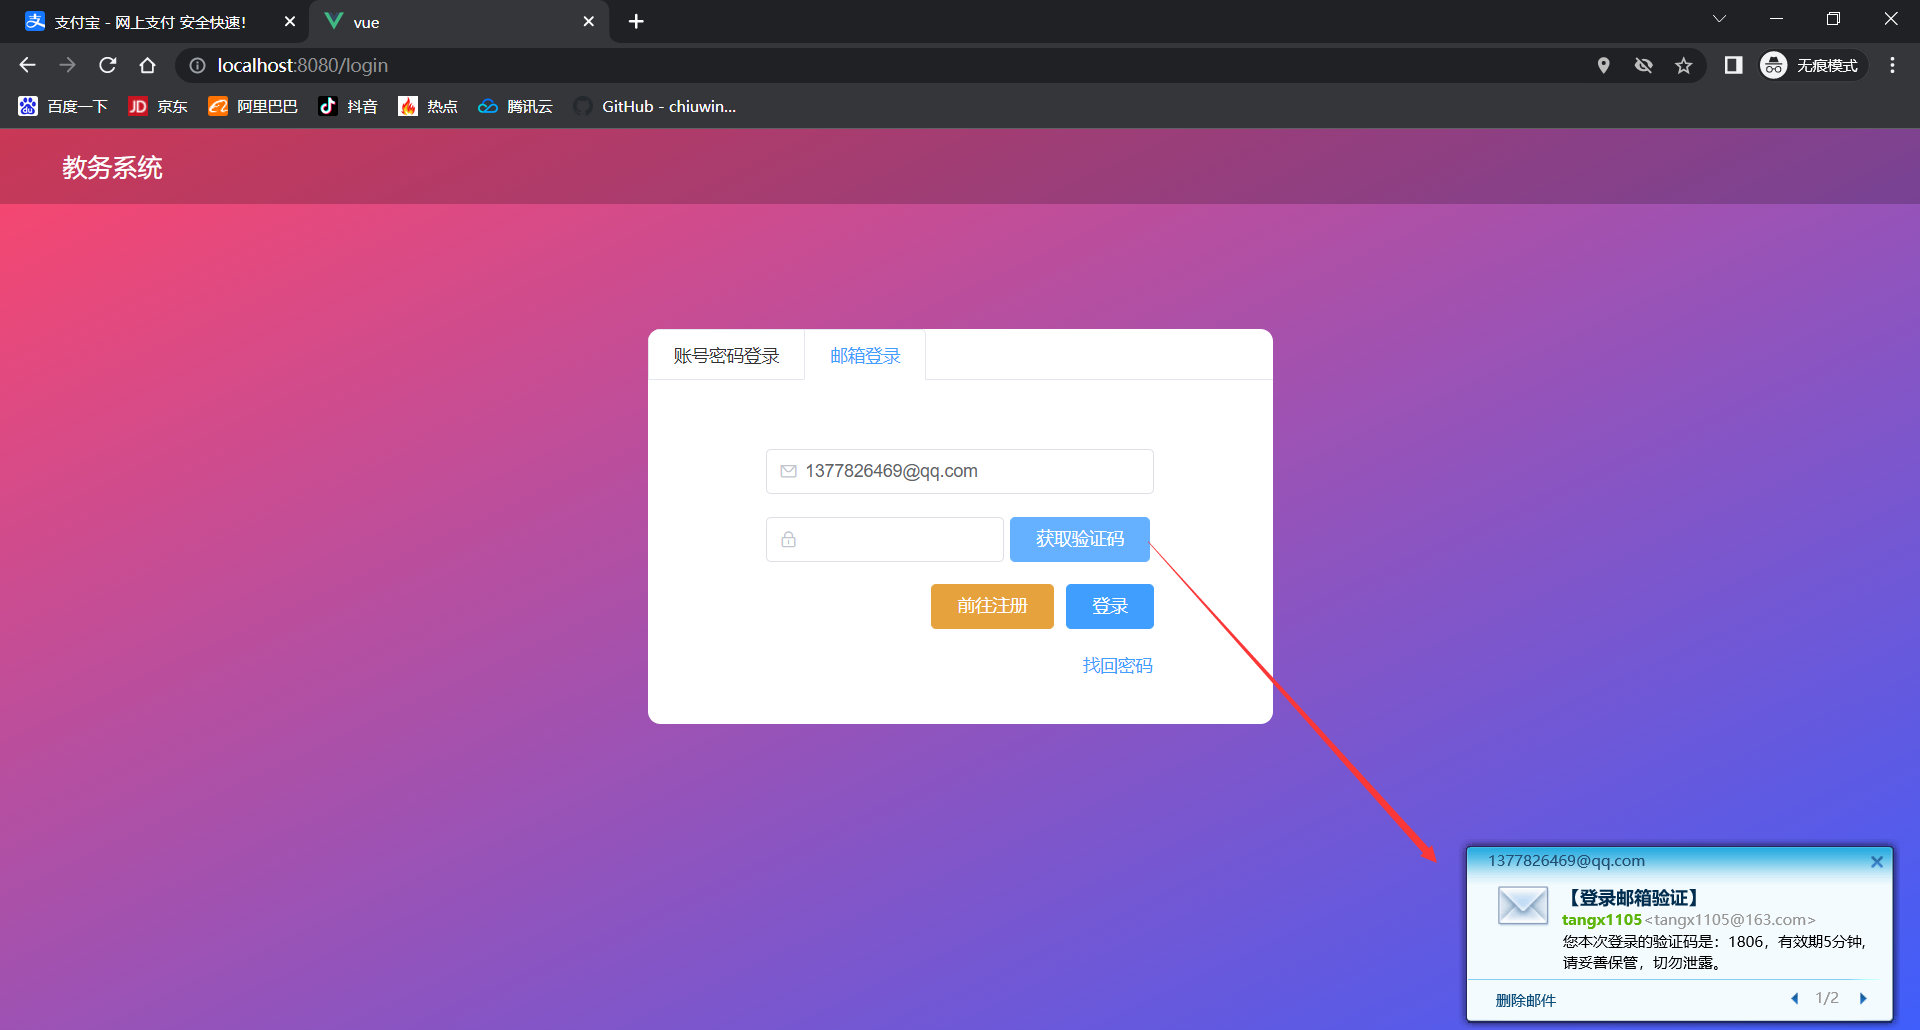 支付宝 - 网上支付 安全快速！
vue
localhost:8080/login
无痕模式
百度一下
JD
京东
阿里巴巴
抖音
热点
腾讯云
GitHub - chiuwin...
教务系统
账号密码登录
邮箱登录
1377826469@qq.com
获取验证码
前往注册
登录
找回密码
1377826469@qq.com
【登录邮箱验证】
tangx1105<tangx1105@163.com>
您本次登录的验证码是：1806，有效期5分钟,
请妥善保管，切勿泄露。
删除邮件
1/2